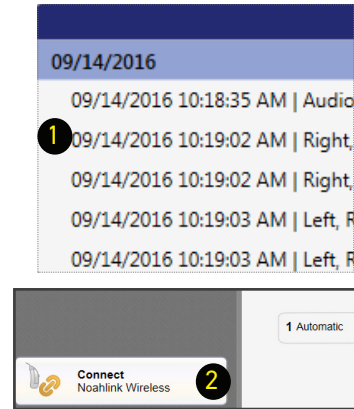 09/14/2016
09/14/2016 10:18:35 AM | Audio
1 09/14/2016 10:19:02 AM | Right,
09/14/2016 10:19:02 AM | Right,
09/14/2016 10:19:03 AM | Left, R
09/14/2016 10:19:03 AM | Left, R
1 Automatic
Connect
Noahlink Wireless 2